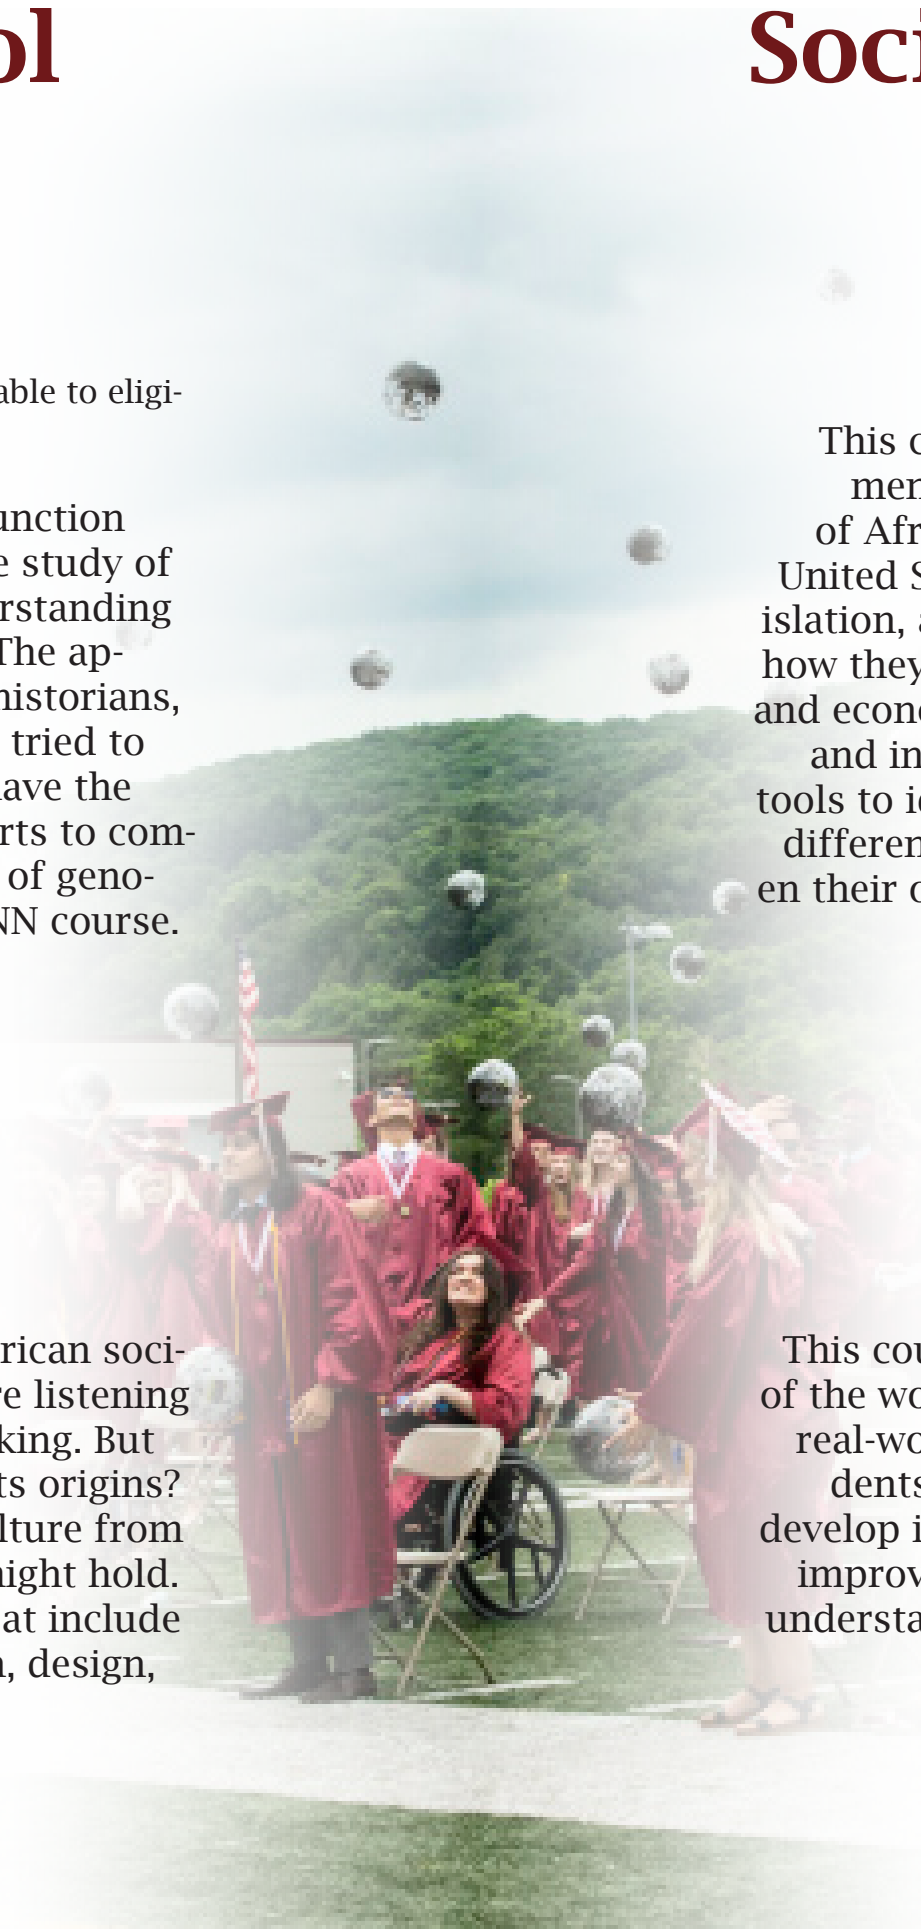 ol
able to eligi-
unction
e study of
rstanding
The ap-
historians,
tried to
ave the
rts to com-
of geno-
NN course.
rican soci-
re listening
king. But
ts origins?
lture from
might hold.
at include
n, design,
Soci
This c
men
of Afr
United S
islation, a
how they
and econo
and in
tools to id
differen
en their o
This cou
of the wo
real-wo
dents
develop i
improv
understa